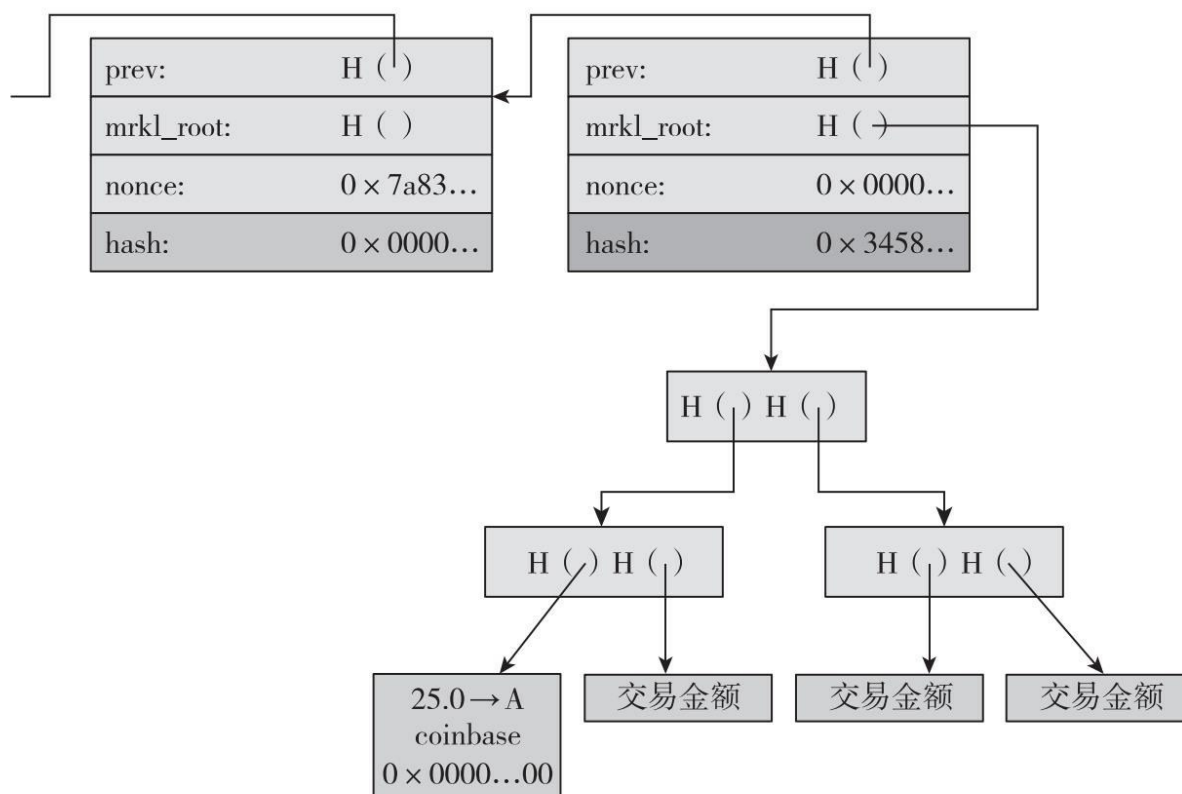 prev: H ( )
mrkl_root: H ( )
nonce: 0 × 7a83…
hash: 0 × 0000…
prev: H ( )
mrkl_root: H ( )
nonce: 0 × 0000…
hash: 0 × 3458…
H ( ) H ( )
H ( ) H ( )
H ( ) H ( )
25.0→A
coinbase
0 × 0000…00
交易金额
交易金额
交易金额